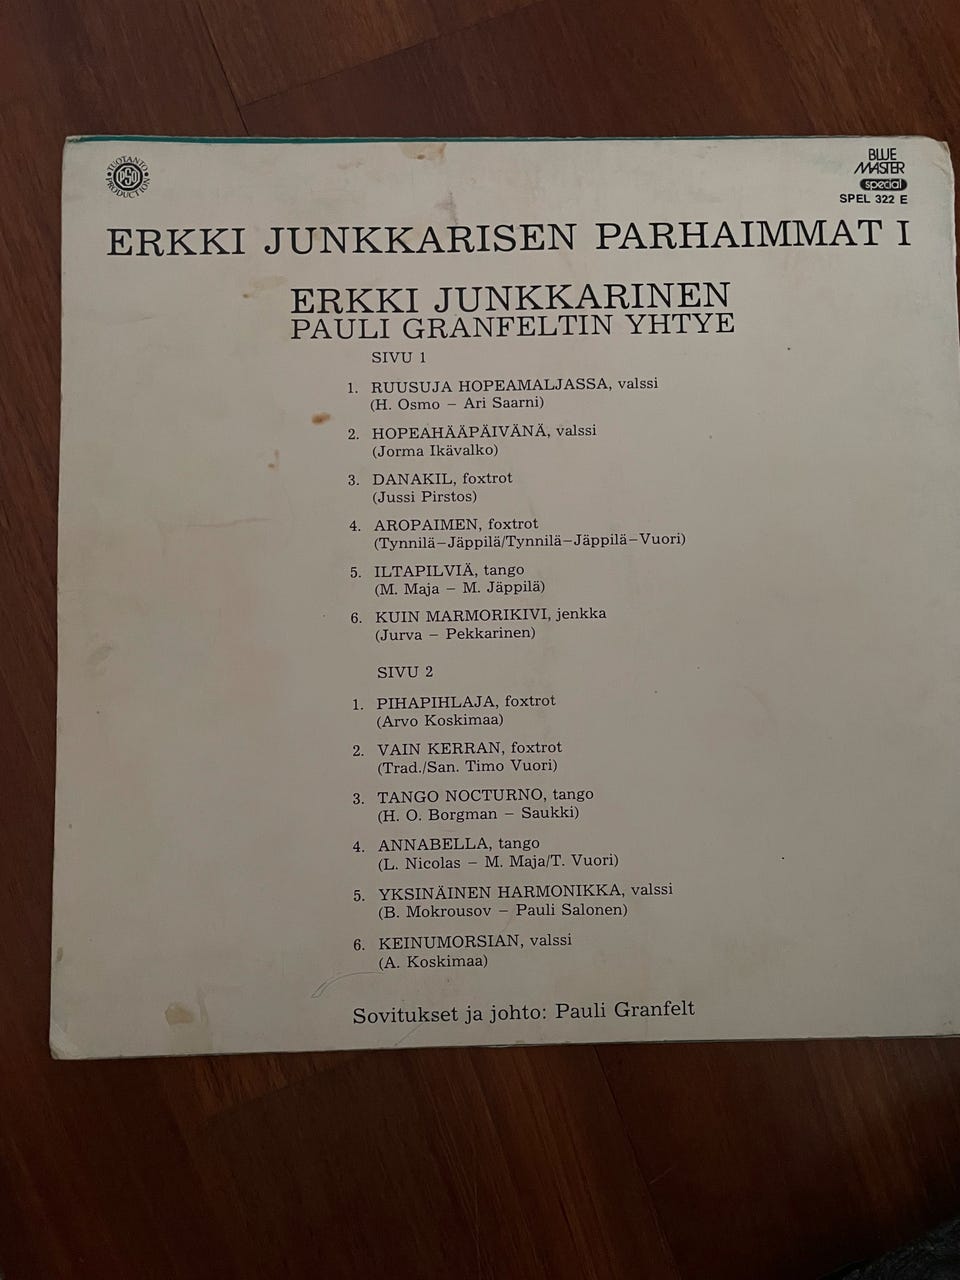 TUOTANTO
PSO
PRODUCTION
BLUE
MASTER
special
SPEL 322 E
ERKKI JUNKKARISEN PARHAIMMAT I
ERKKI JUNKKARINEN
PAULI GRANFELTIN YHTYE
SIVU 1
1. RUUSUJA HOPEAMALJASSA, valssi
(H. Osmo – Ari Saarni)
2. HOPEAHÄÄPÄIVÄNÄ, valssi
(Jorma Ikävalko)
3. DANAKIL, foxtrot
(Jussi Pirstos)
4. AROPAIMEN, foxtrot
(Tynnilä–Jäppilä/Tynnilä–Jäppilä–Vuori)
5. ILTAPILVIÄ, tango
(M. Maja – M. Jäppilä)
6. KUIN MARMORIKIVI, jenkka
(Jurva – Pekkarinen)
SIVU 2
1. PIHAPIHLAJA, foxtrot
(Arvo Koskimaa)
2. VAIN KERRAN, foxtrot
(Trad./San. Timo Vuori)
3. TANGO NOCTURNO, tango
(H. O. Borgman – Saukki)
4. ANNABELLA, tango
(L. Nicolas – M. Maja/T. Vuori)
5. YKSINÄINEN HARMONIKKA, valssi
(B. Mokrousov – Pauli Salonen)
6. KEINUMORSIAN, valssi
(A. Koskimaa)
Sovitukset ja johto: Pauli Granfelt